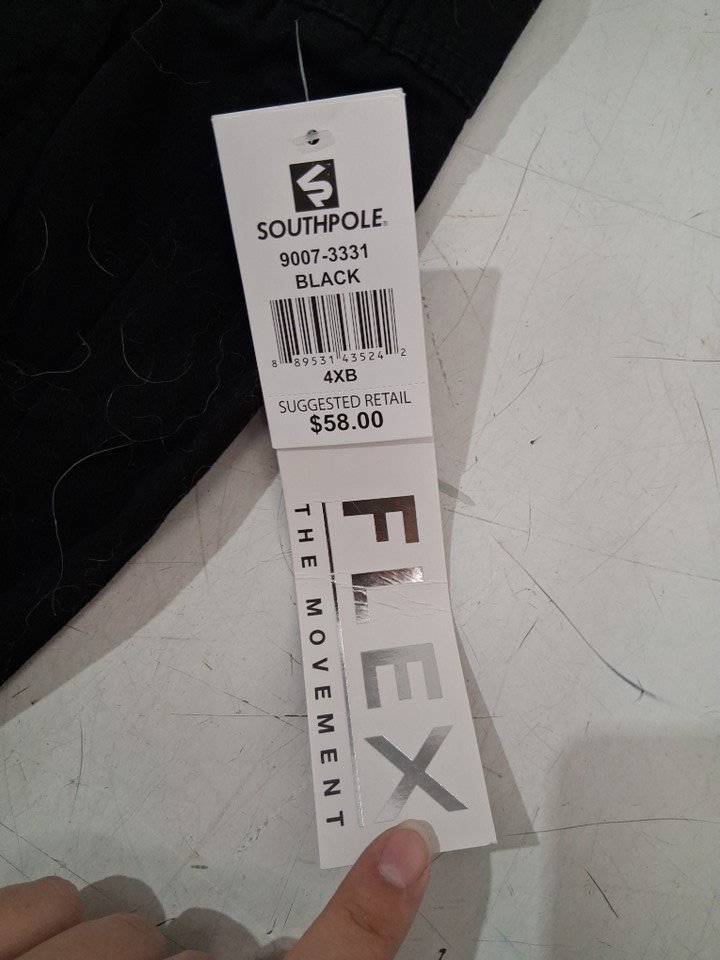 SOUTHPOLE®
9007-3331
BLACK
8 89531 43524 2
4XB
SUGGESTED RETAIL
$58.00
FLEX
THE MOVEMENT